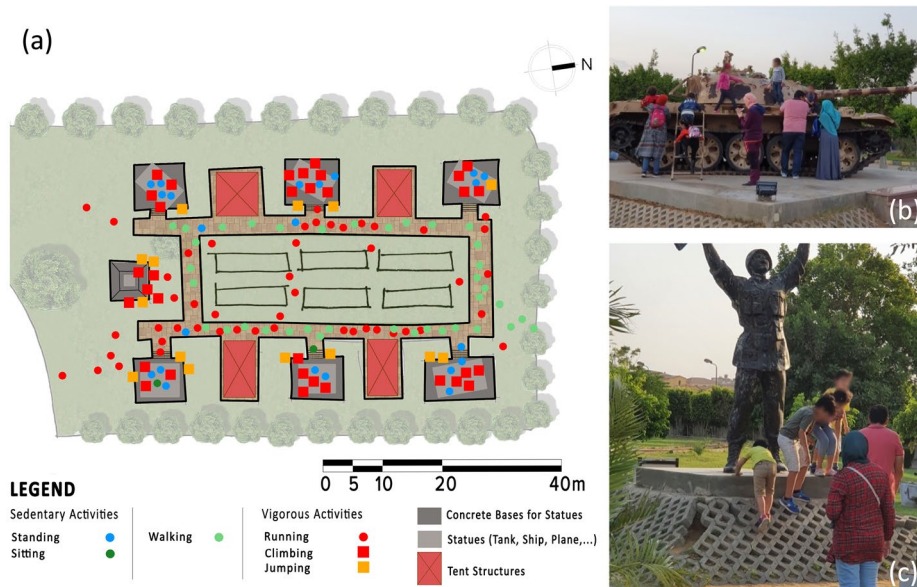 (a)
N
(b)
(c)
0 5 10 20 40m
LEGEND
Sedentary Activities
Standing
Sitting
Walking
Vigorous Activities
Running
Climbing
Jumping
Concrete Bases for Statues
Statues (Tank, Ship, Plane,...)
Tent Structures